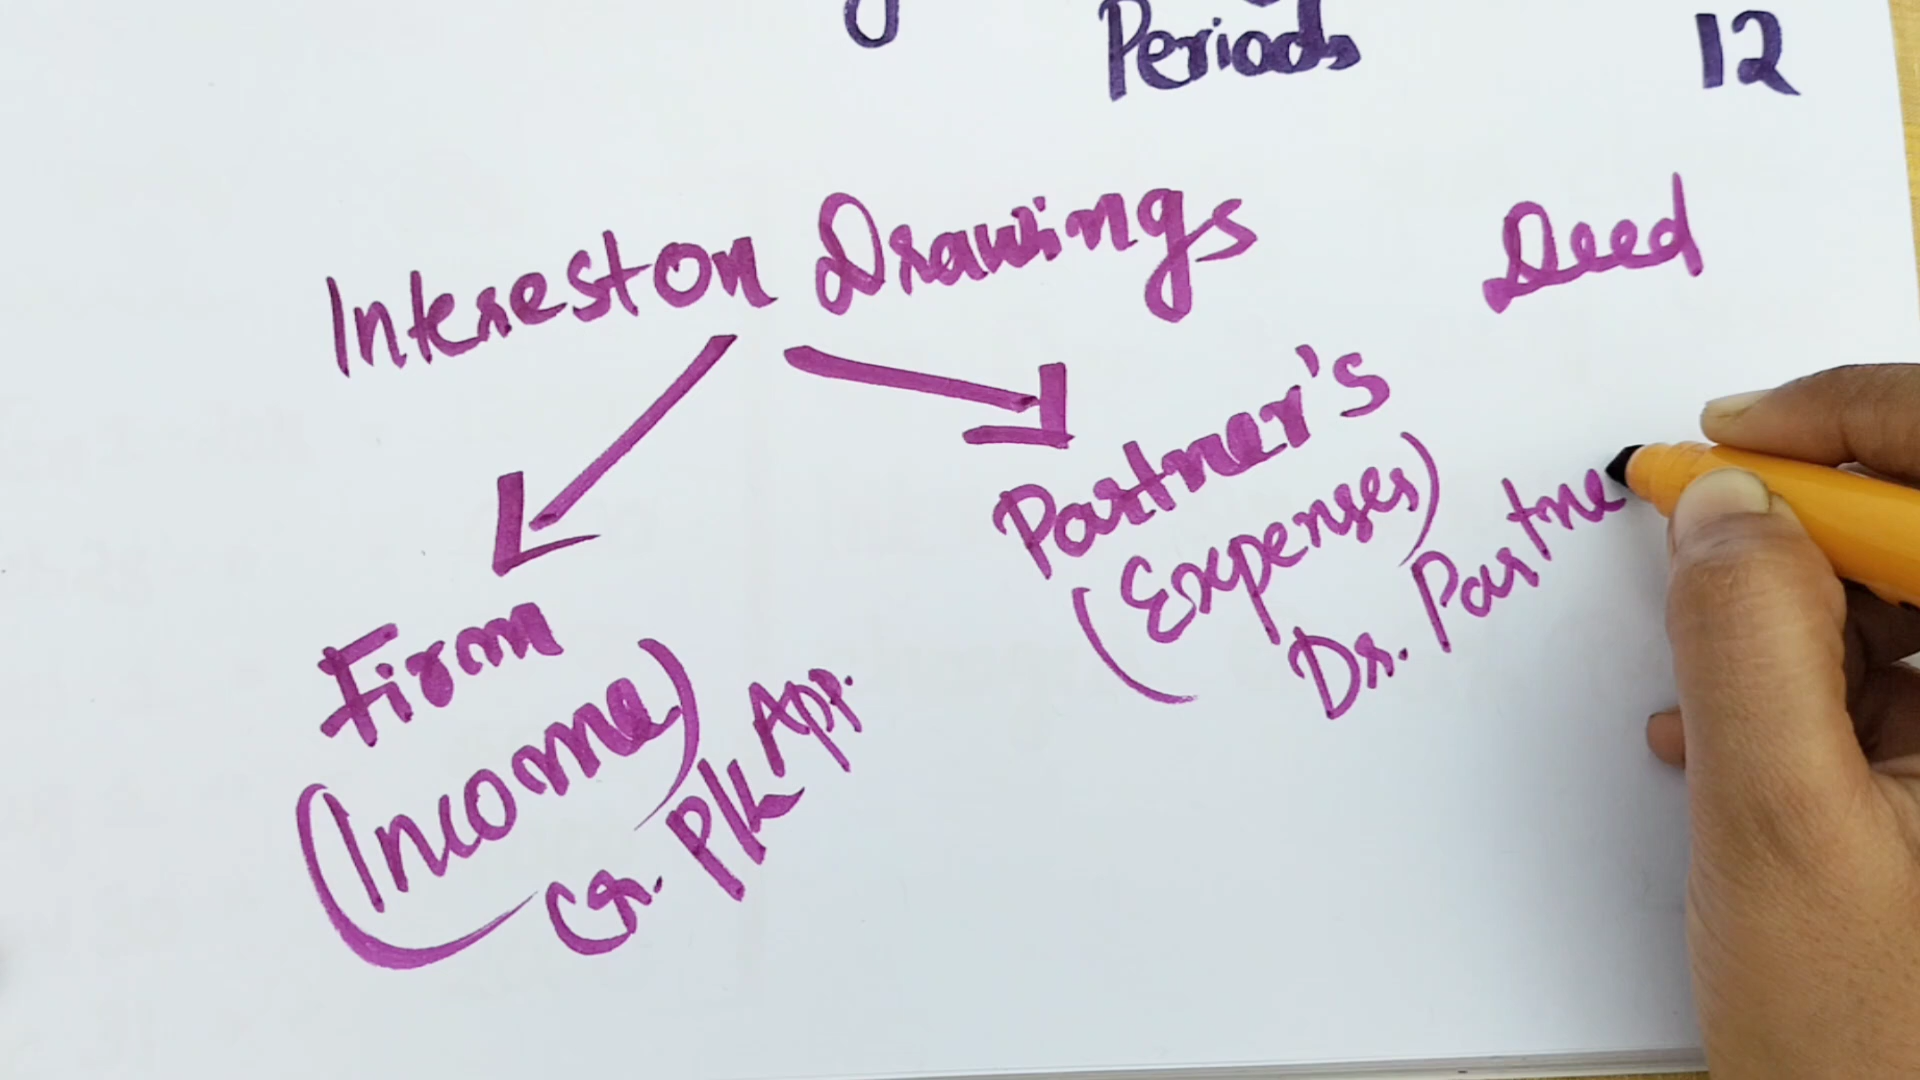 Periods 12
Interest on Drawings
Deed
Firm
(Income)
Cr. P/L App.
Partner's
(Expenses)
Dr. Partne